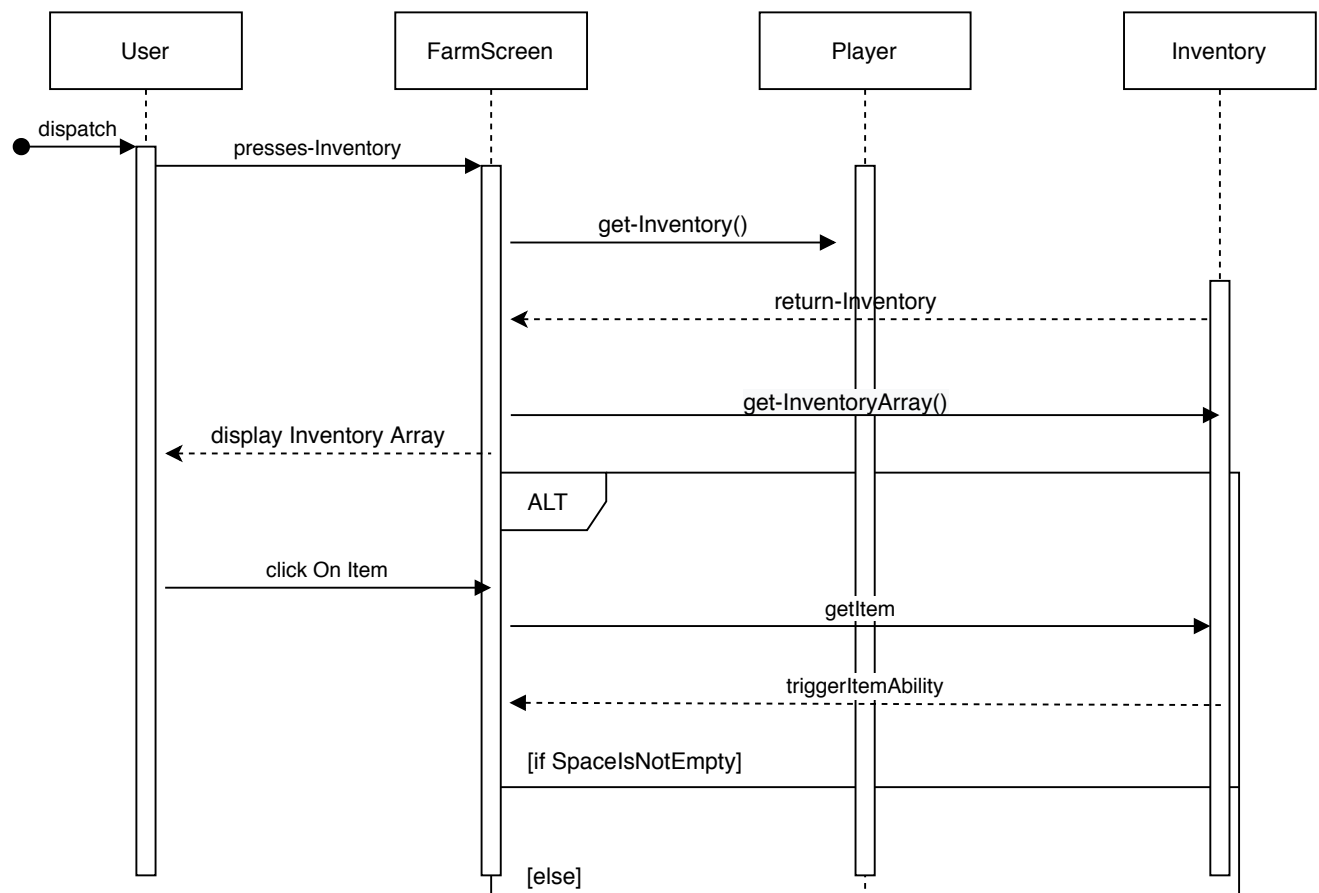 User
FarmScreen
Player
Inventory
dispatch
presses-Inventory
get-Inventory()
return-Inventory
get-InventoryArray()
display Inventory Array
ALT
click On Item
getItem
triggerItemAbility
[if SpaceIsNotEmpty]
[else]